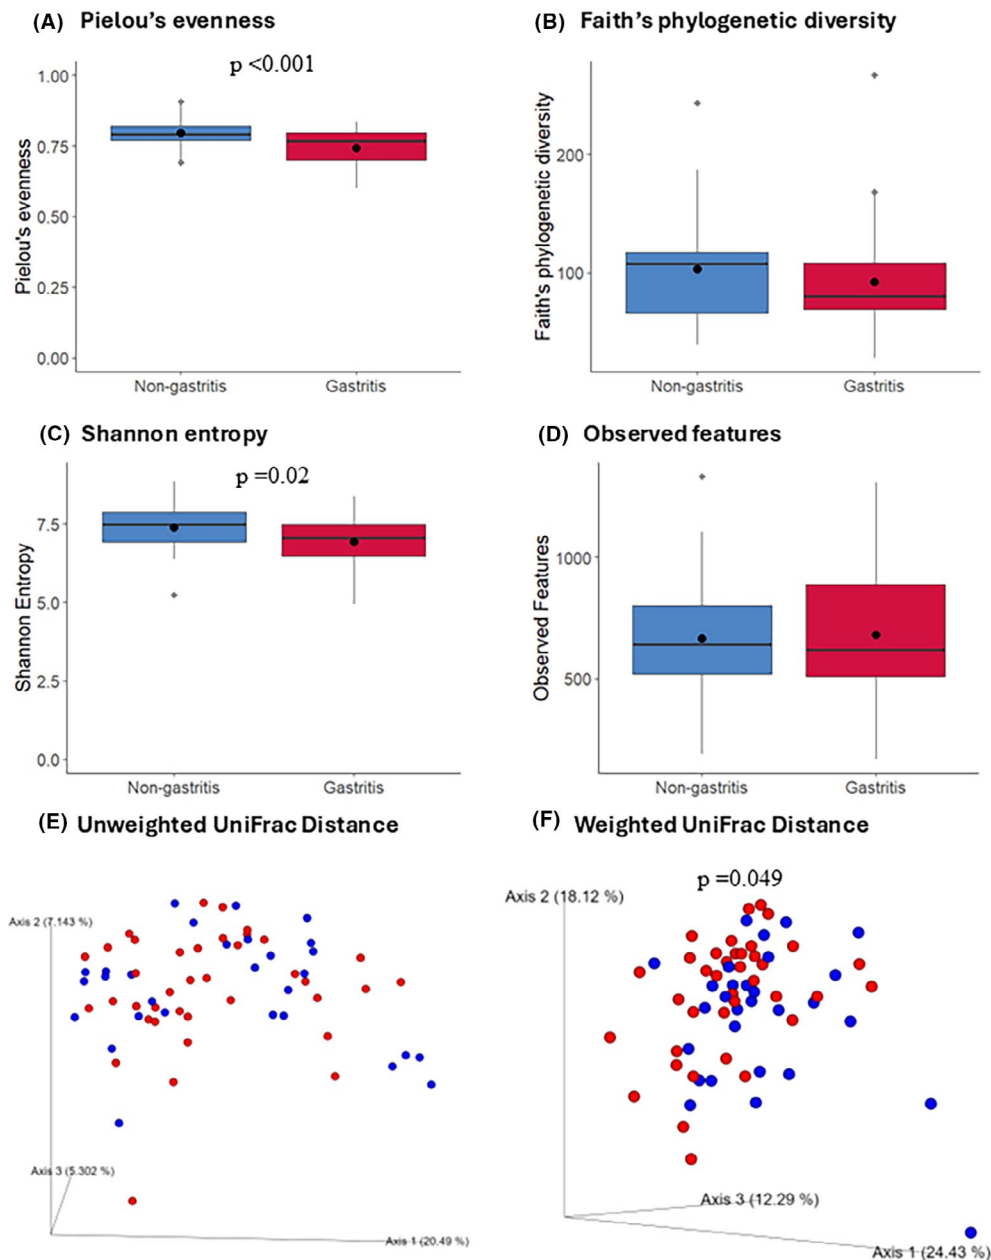 (A) Pielou's evenness
p <0.001
Pielou's evenness
1.00
0.75
0.50
0.25
0.00
Non-gastritis Gastritis
(B) Faith's phylogenetic diversity
Faith's phylogenetic diversity
200
100
Non-gastritis Gastritis
(C) Shannon entropy
p =0.02
Shannon Entropy
7.5
5.0
2.5
0.0
Non-gastritis Gastritis
(D) Observed features
Observed Features
1000
500
Non-gastritis Gastritis
(E) Unweighted UniFrac Distance
Axis 2 (7.143 %)
Axis 3 (5.302 %)
Axis 1 (20.49 %)
(F) Weighted UniFrac Distance
p =0.049
Axis 2 (18.12 %)
Axis 3 (12.29 %)
Axis 1 (24.43 %)